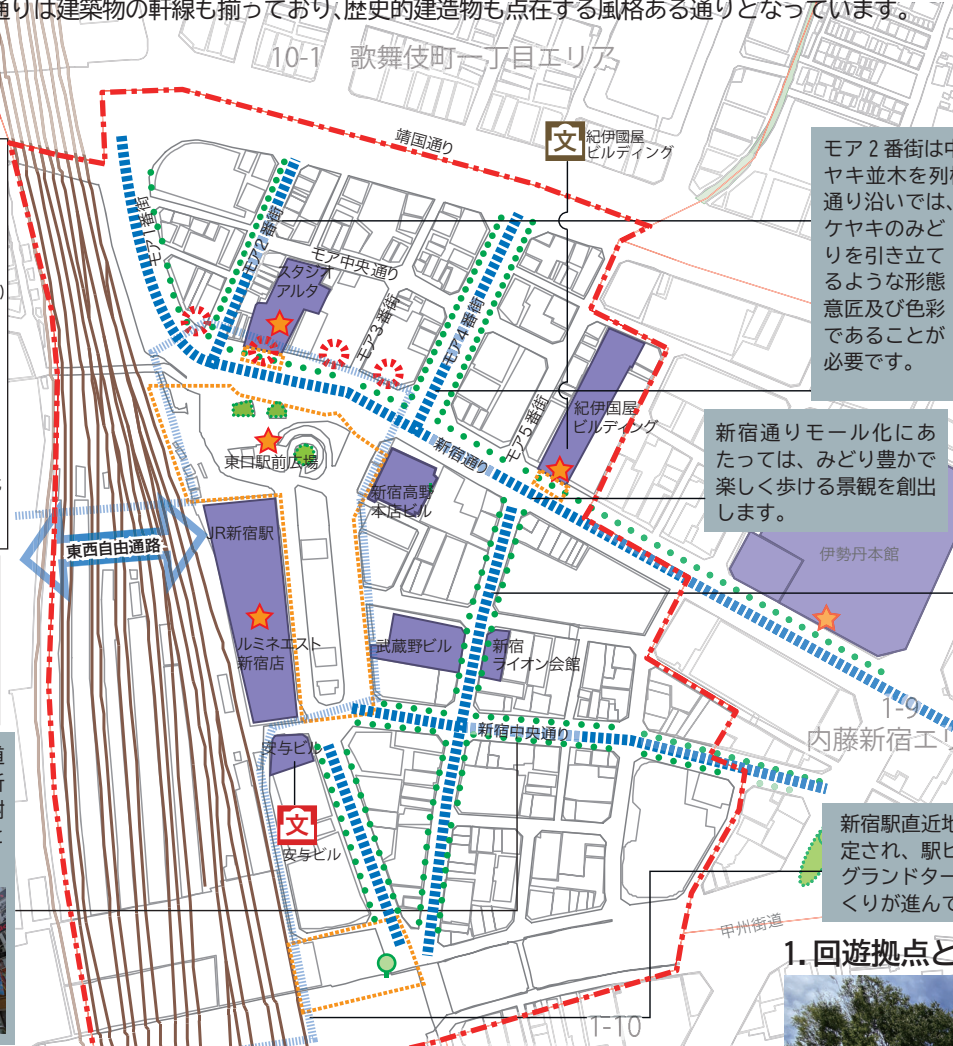 通りは建築物の軒線も揃っており、歴史的建造物も点在する風格ある通りとなっています。
10-1　歌舞伎町一丁目エリア
靖国通り
紀伊國屋
ビルディング
文
モア２番街は中
ヤキ並木を列
通り沿いでは、
ケヤキのみど
りを引き立て
るような形態
意匠及び色彩
であることが
必要です。
モア１番街
モア２番街
モア中央通り
スタジオ
アルタ
モア３番街
モア４番街
モア５番街
紀伊国屋
ビルディング
新宿通り
新宿通りモール化にあ
たっては、みどり豊かで
楽しく歩ける景観を創出
します。
東口駅前広場
新宿高野
本店ビル
JR新宿駅
東西自由通路
伊勢丹本館
ルミネエスト
新宿店
武蔵野ビル
新宿
ライオン会館
1-9
内藤新宿エ
新宿中央通り
安与ビル
文
安与ビル
新宿駅直近地
定され、駅ビ
グランドター
くりが進んで
甲州街道
1. 回遊拠点と
1-10